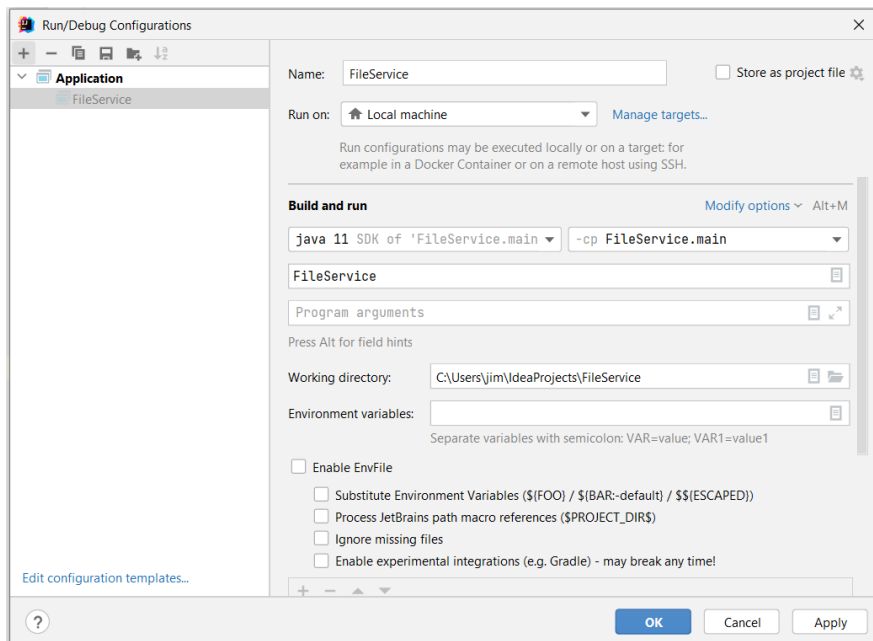 Run/Debug Configurations
Application
FileService
Name: FileService
Store as project file
Run on: Local machine
Manage targets...
Run configurations may be executed locally or on a target: for
example in a Docker Container or on a remote host using SSH.
Build and run
Modify options Alt+M
java 11 SDK of 'FileService.main
-cp FileService.main
FileService
Program arguments
Press Alt for field hints
Working directory: C:\Users\jim\IdeaProjects\FileService
Environment variables:
Separate variables with semicolon: VAR=value; VAR1=value1
Enable EnvFile
Substitute Environment Variables (${FOO} / ${BAR:-default} / $${ESCAPED})
Process JetBrains path macro references ($PROJECT_DIR$)
Ignore missing files
Enable experimental integrations (e.g. Gradle) - may break any time!
Edit configuration templates...
?
OK
Cancel
Apply